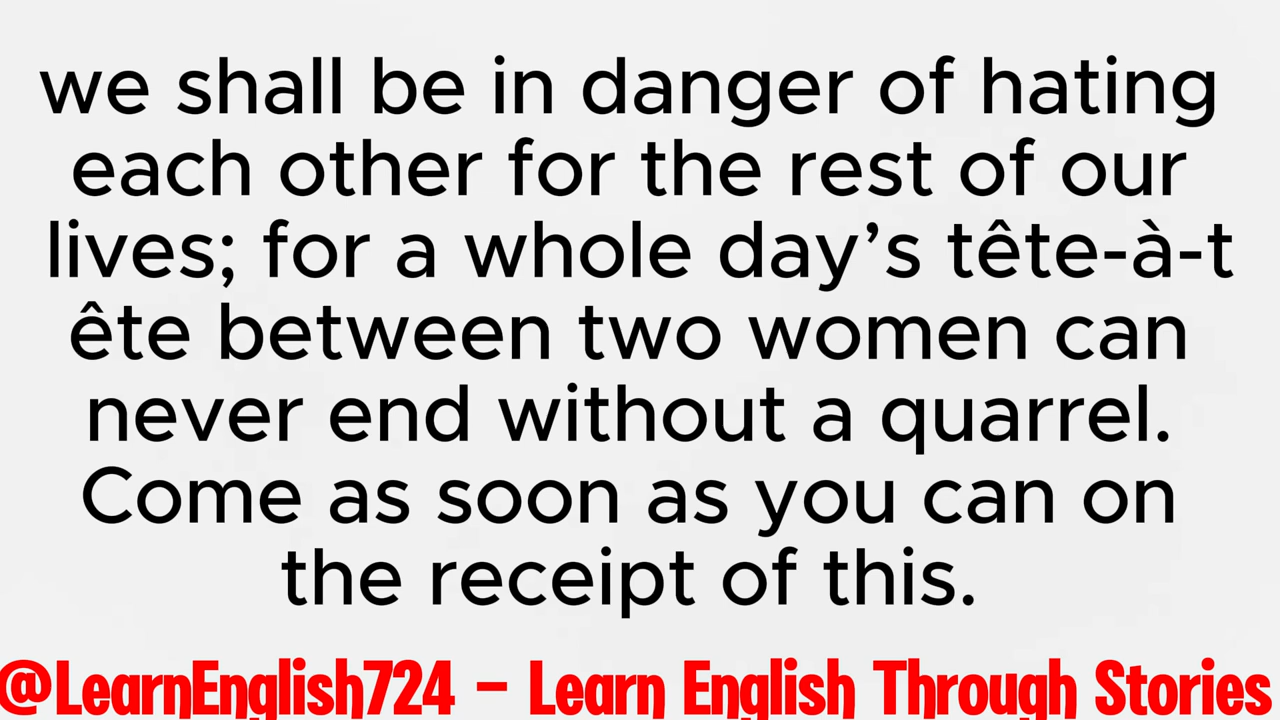 we shall be in danger of hating
each other for the rest of our
lives; for a whole day’s tête-à-t
ête between two women can
never end without a quarrel.
Come as soon as you can on
the receipt of this.
@LearnEnglish724 – Learn English Through Stories